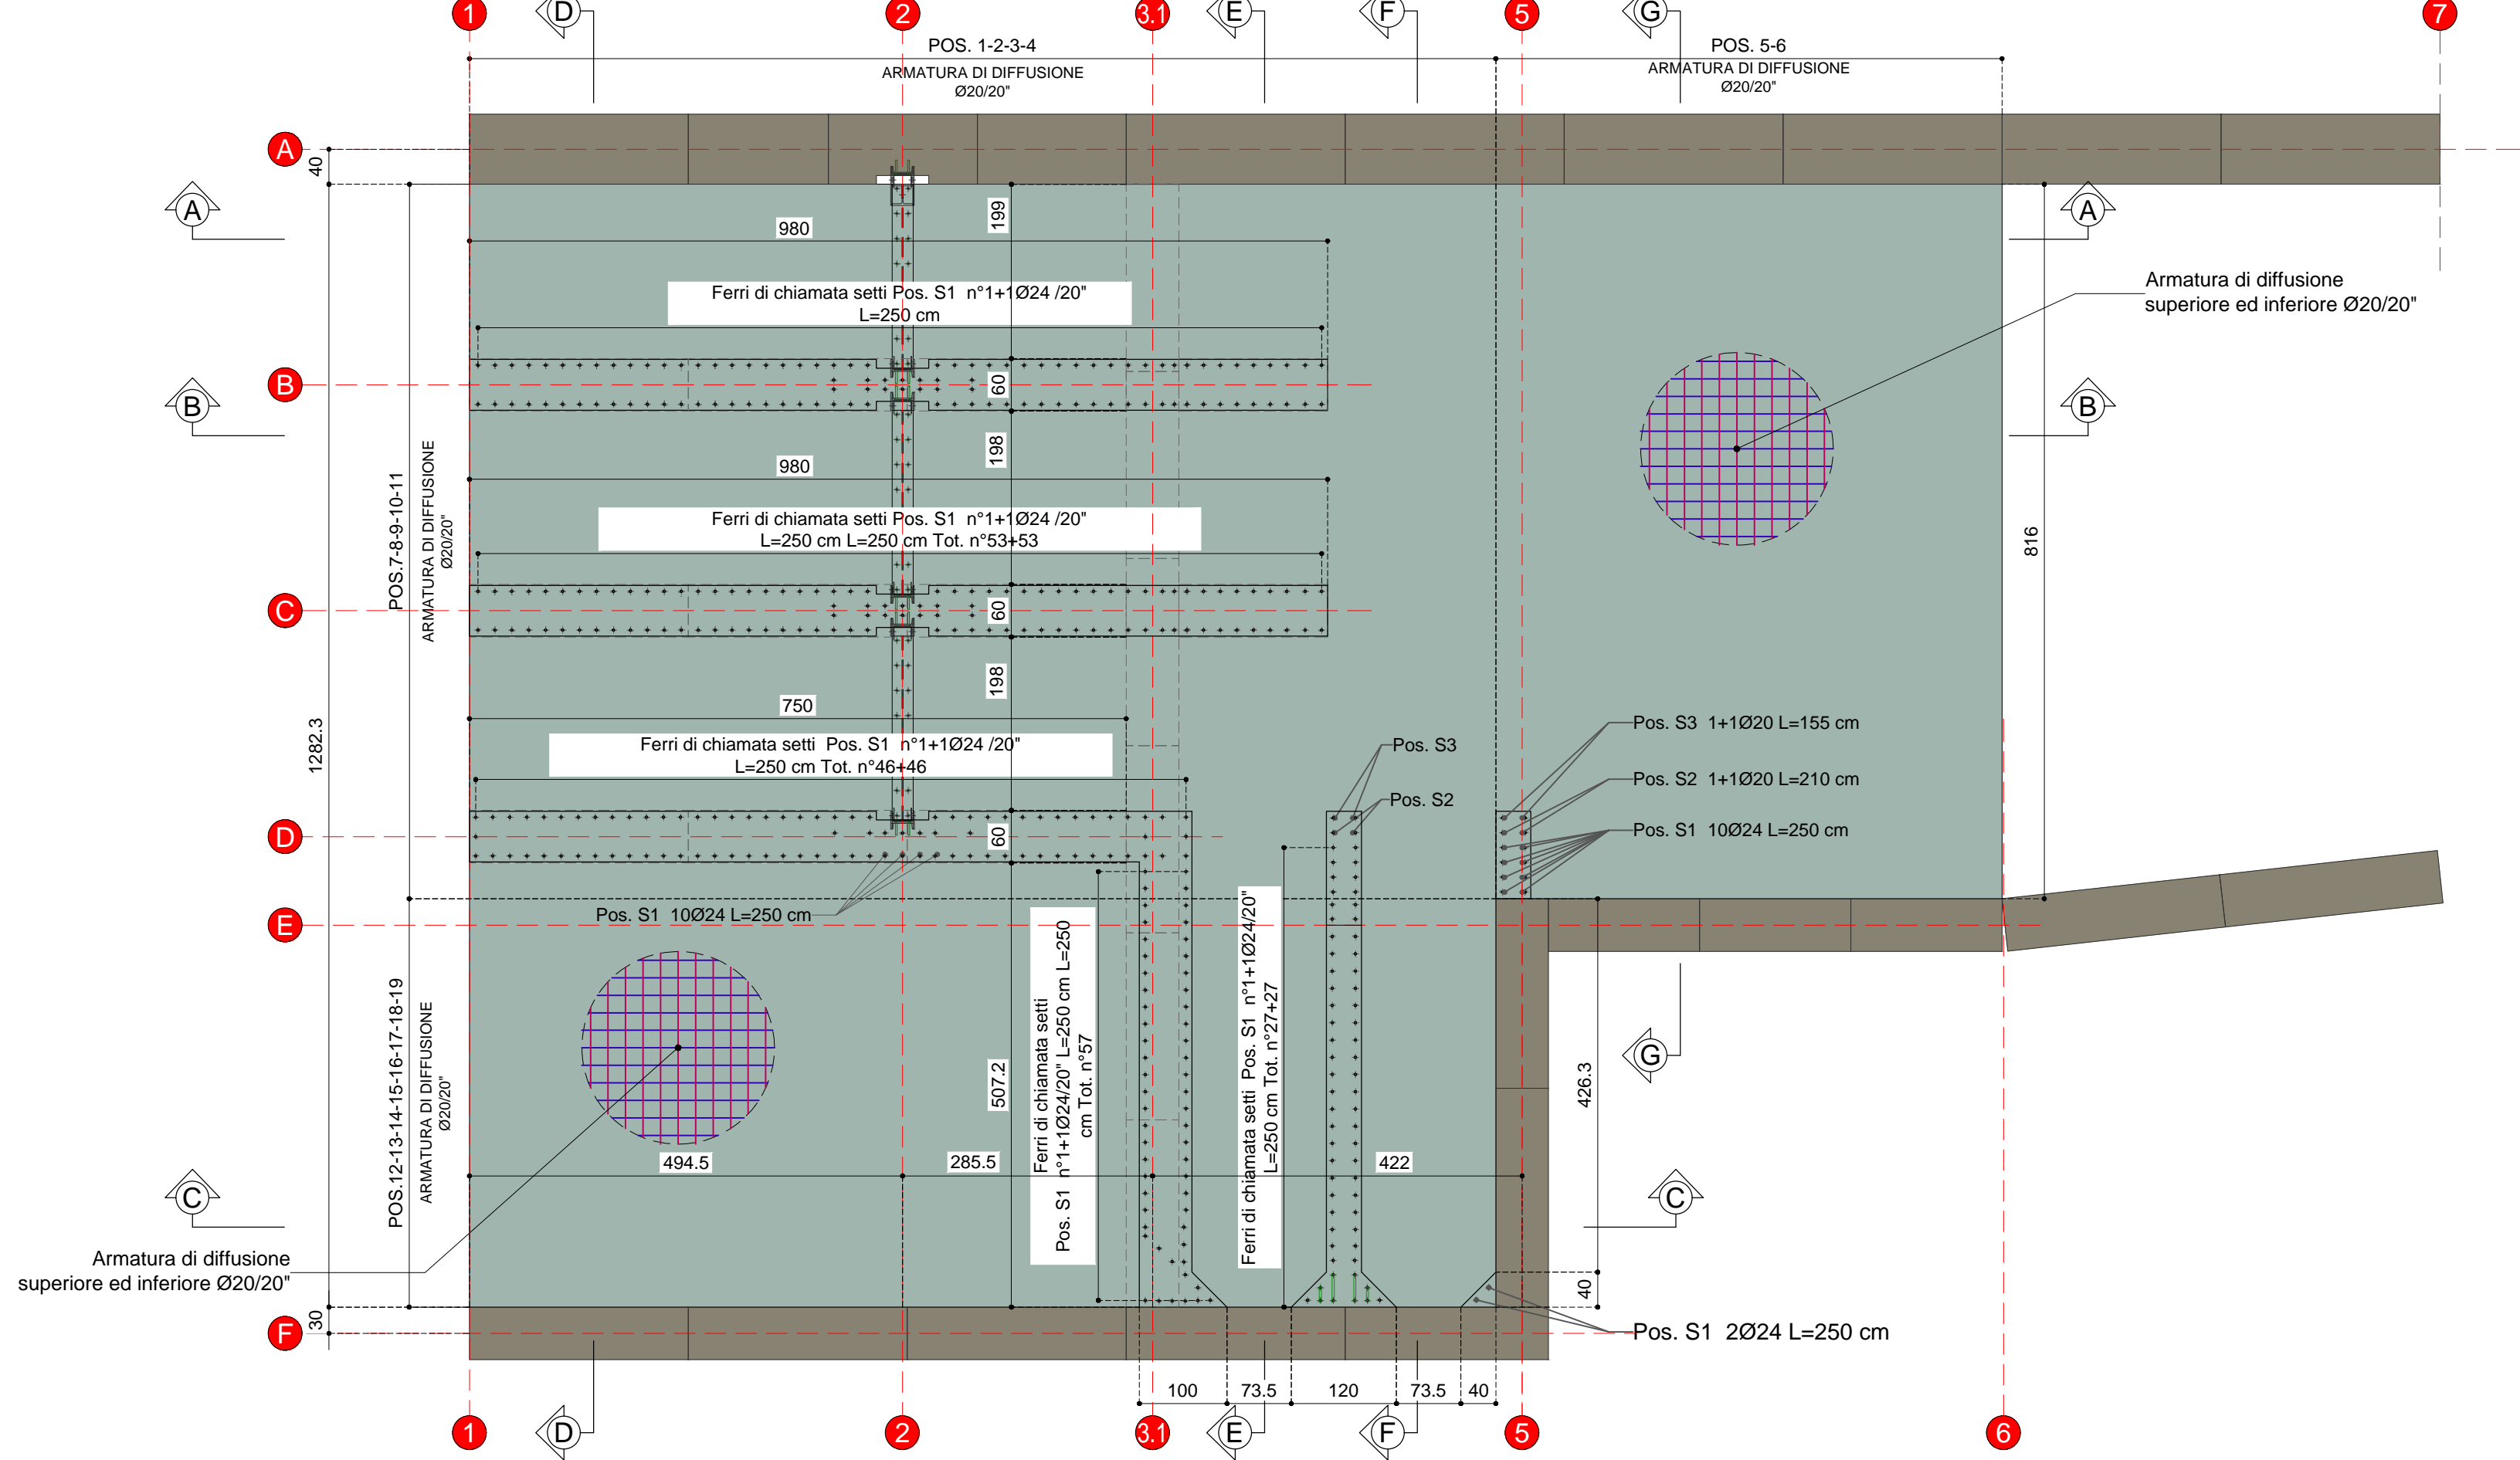 1
D
2
3.1
E
F
5
G
7
POS. 1-2-3-4
ARMATURA DI DIFFUSIONE
Ø20/20"
POS. 5-6
ARMATURA DI DIFFUSIONE
Ø20/20"
A
40
A
A
199
980
Ferri di chiamata setti Pos. S1 n°1+1Ø24 /20"
L=250 cm
Armatura di diffusione
superiore ed inferiore Ø20/20"
B
60
B
B
198
980
Ferri di chiamata setti Pos. S1 n°1+1Ø24 /20"
L=250 cm L=250 cm Tot. n°53+53
POS.7-8-9-10-11
ARMATURA DI DIFFUSIONE
Ø20/20"
816
C
60
198
750
1282.3
Ferri di chiamata setti Pos. S1 n°1+1Ø24 /20"
L=250 cm Tot. n°46+46
Pos. S3
Pos. S2
Pos. S3 1+1Ø20 L=155 cm
Pos. S2 1+1Ø20 L=210 cm
Pos. S1 10Ø24 L=250 cm
D
60
Pos. S1 10Ø24 L=250 cm
E
POS.12-13-14-15-16-17-18-19
ARMATURA DI DIFFUSIONE
Ø20/20"
507.2
Ferri di chiamata setti
Pos. S1 n°1+1Ø24/20" L=250 cm L=250
cm Tot. n°57
Ferri di chiamata setti Pos. S1 n°1+1Ø24/20"
L=250 cm Tot. n°27+27
426.3
G
494.5
285.5
422
C
C
Armatura di diffusione
superiore ed inferiore Ø20/20"
40
30
F
Pos. S1 2Ø24 L=250 cm
100
73.5
120
73.5
40
1
D
2
3.1
E
F
5
6